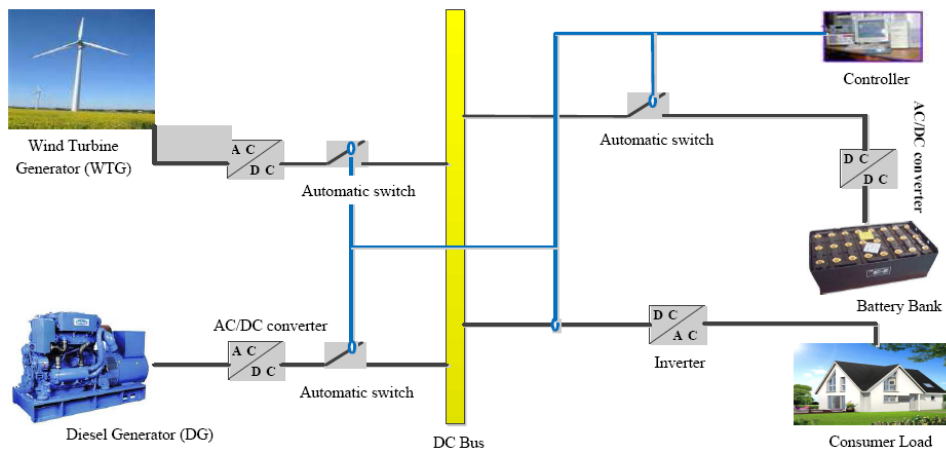 Controller
Wind Turbine
Generator (WTG)
A C
D C
Automatic switch
Automatic switch
AC/DC converter
D C
D C
Battery Bank
AC/DC converter
A C
D C
Automatic switch
D C
A C
Inverter
Diesel Generator (DG)
DC Bus
Consumer Load